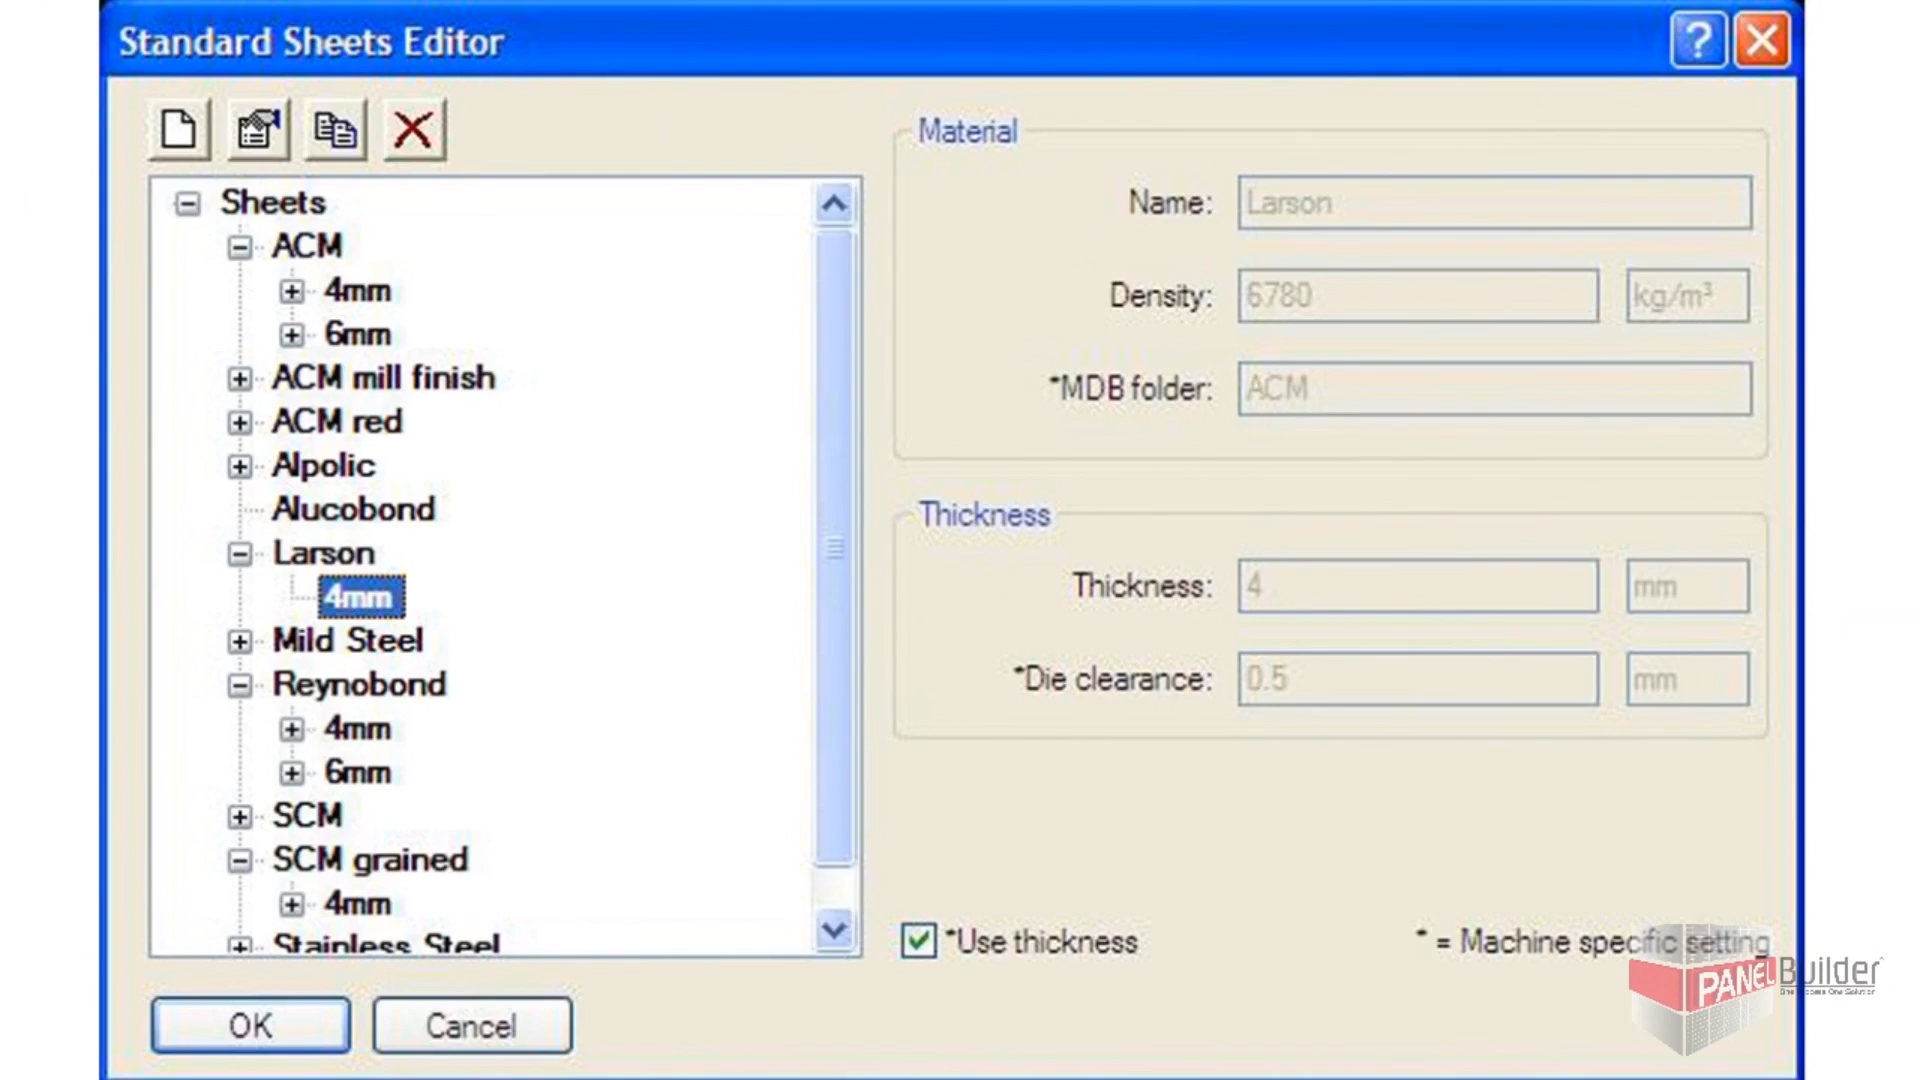 Standard Sheets Editor
?
Sheets
ACM
4mm
6mm
ACM mill finish
ACM red
Alpolic
Alucobond
Larson
4mm
Mild Steel
Reynobond
4mm
6mm
SCM
SCM grained
4mm
Stainless Steel
OK
Cancel
Material
Name: Larson
Density: 6780 kg/m³
*MDB folder: ACM
Thickness
Thickness: 4 mm
*Die clearance: 0.5 mm
*Use thickness
* = Machine specific setting
PANEL Builder